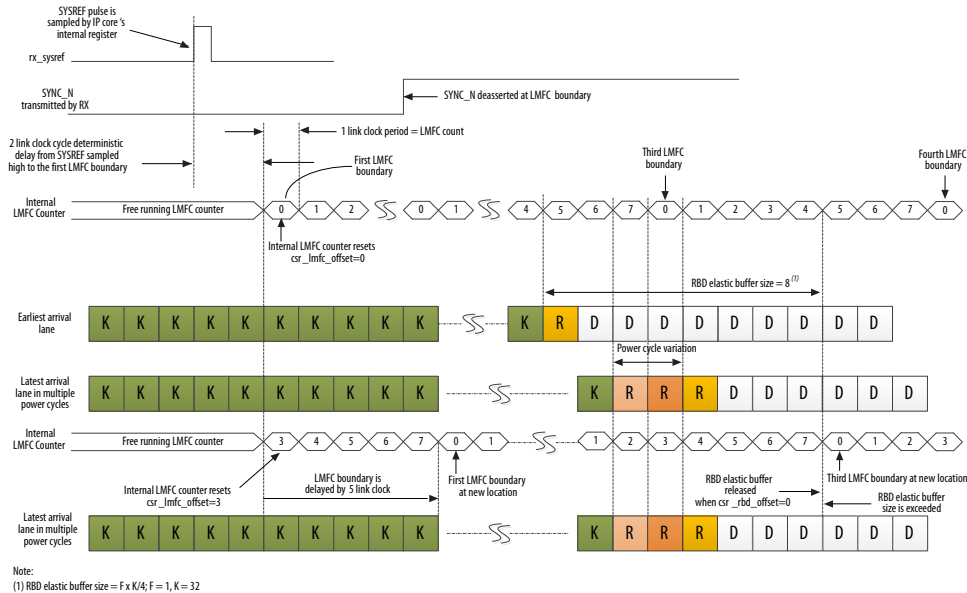 SYSREF pulse is
sampled by IP core 's
internal register
rx_sysref
SYNC_N
transmitted by RX
SYNC_N deasserted at LMFC boundary
1 link clock period = LMFC count
2 link clock cycle deterministic
delay from SYSREF sampled
high to the first LMFC boundary
First LMFC
boundary
Third LMFC
boundary
Fourth LMFC
boundary
Internal
LMFC Counter
Free running LMFC counter
0 1 2 0 1 4 5 6 7 0 1 2 3 4 5 6 7 0
Internal LMFC counter resets
csr _lmfc_offset=0
RBD elastic buffer size = 8 (1)
Earliest arrival
lane
K K K K K K K K K K K R D D D D D D D D D
Power cycle variation
Latest arrival
lane in multiple
power cycles
K K K K K K K K K K K R R R D D D D D D
Internal
LMFC Counter
Free running LMFC counter
3 4 5 6 7 0 1 1 2 3 4 5 6 7 0 1 2 3
Internal LMFC counter resets
csr_lmfc_offset=3
LMFC boundary is
delayed by 5 link clock
First LMFC boundary
at new location
RBD elastic buffer
released
when csr _rbd_offset=0
Third LMFC boundary at new location
RBD elastic buffer
size is exceeded
Latest arrival
lane in multiple
power cycles
K K K K K K K K K K K R R R D D D D D D
Note:
(1) RBD elastic buffer size = F x K/4; F = 1, K = 32